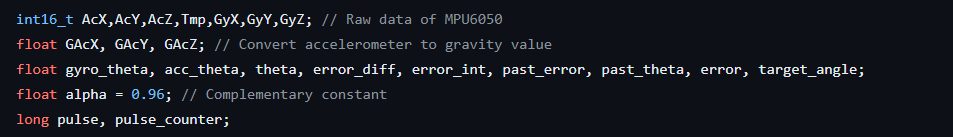 int16_t AcX,AcY,AcZ,Tmp,GyX,GyY,GyZ; // Raw data of MPU6050
float GAcX, GAcY, GAcZ; // Convert accelerometer to gravity value
float gyro_theta, acc_theta, theta, error_diff, error_int, past_error, past_theta, error, target_angle;
float alpha = 0.96; // Complementary constant
long pulse, pulse_counter;